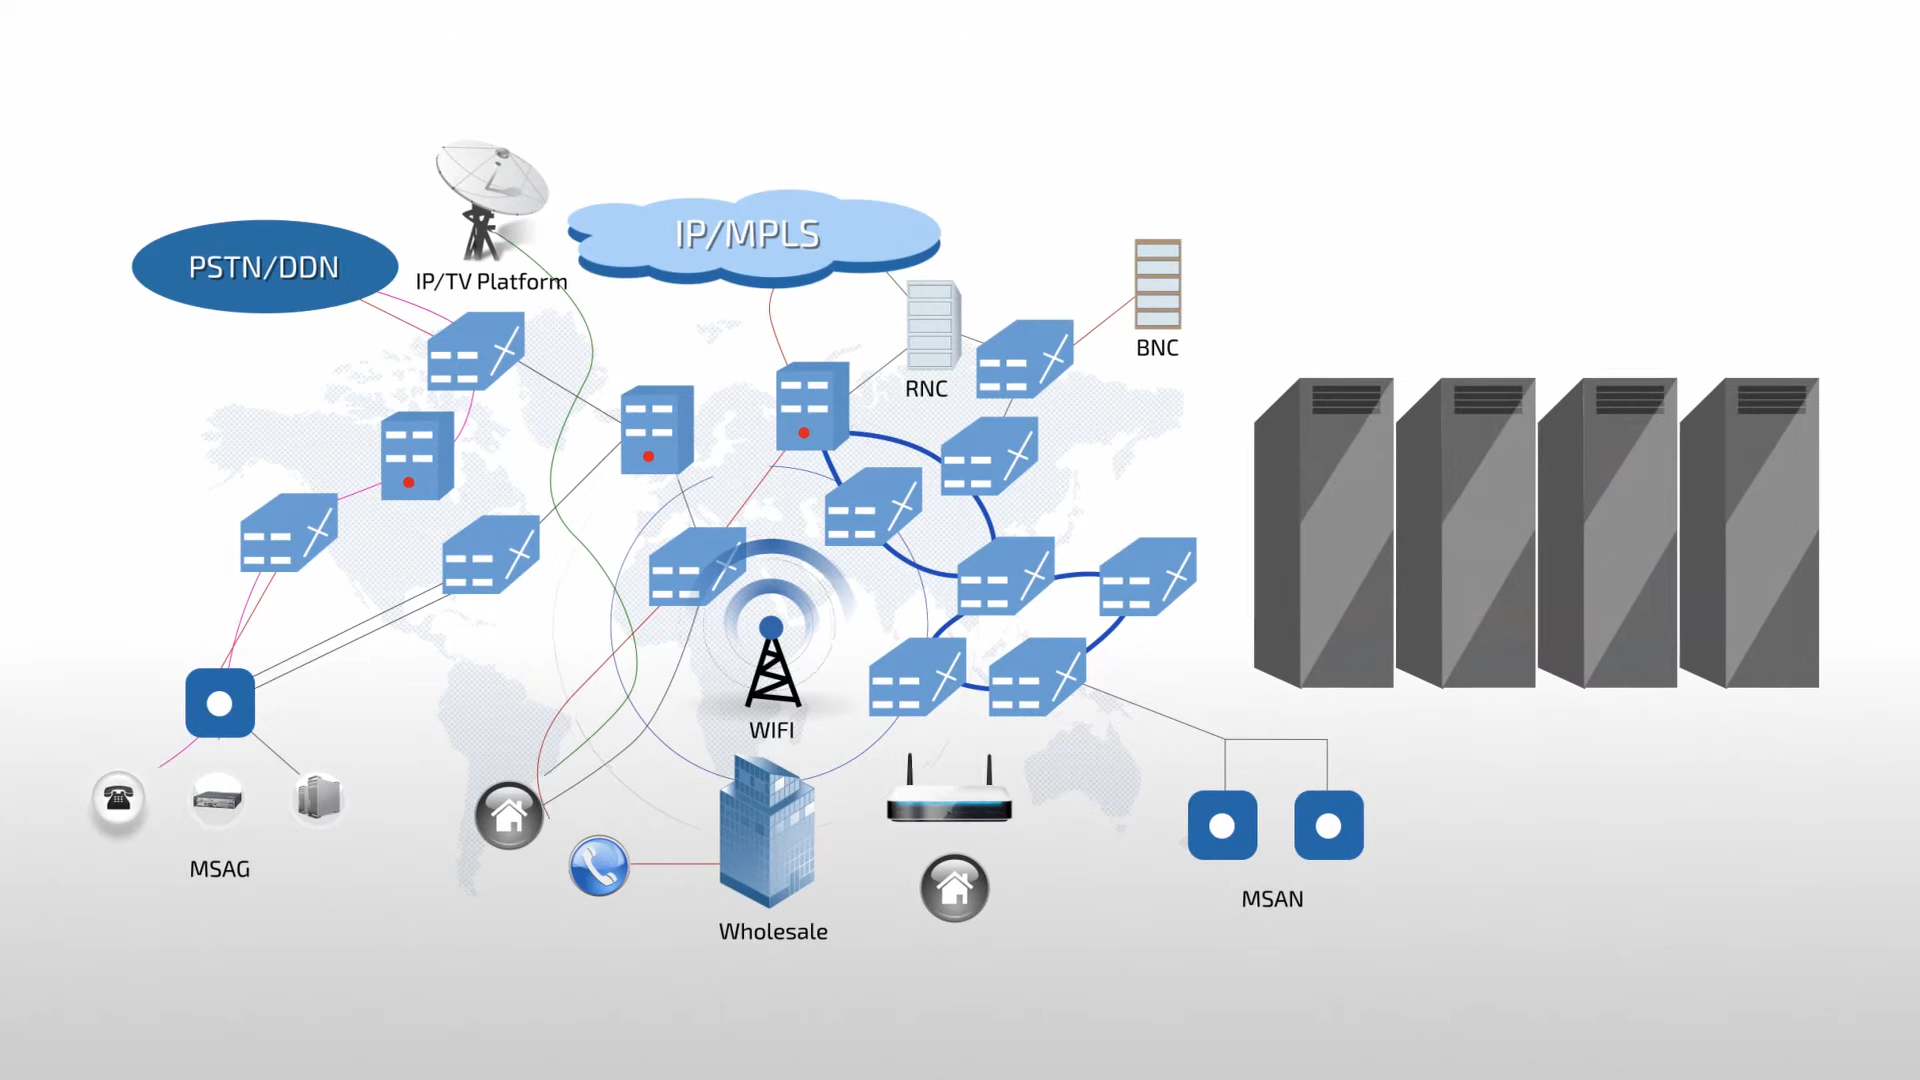 PSTN/DDN
IP/TV Platform
IP/MPLS
RNC
BNC
WIFI
MSAG
Wholesale
MSAN